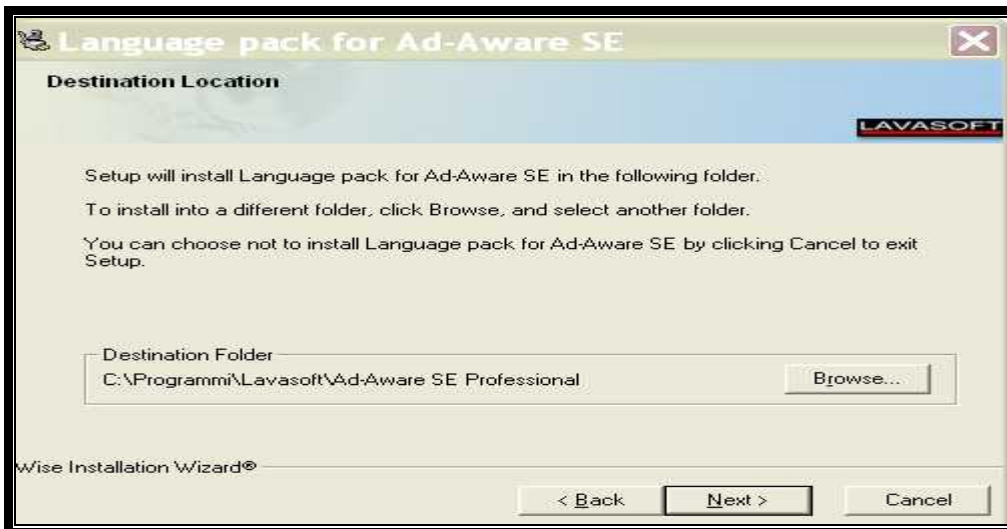 Language pack for Ad-Aware SE
Destination Location
LAVASOFT
Setup will install Language pack for Ad-Aware SE in the following folder.
To install into a different folder, click Browse, and select another folder.
You can choose not to install Language pack for Ad-Aware SE by clicking Cancel to exit
Setup.
Destination Folder
C:\Programmi\Lavasoft\Ad-Aware SE Professional
Browse...
Wise Installation Wizard®
< Back
Next >
Cancel